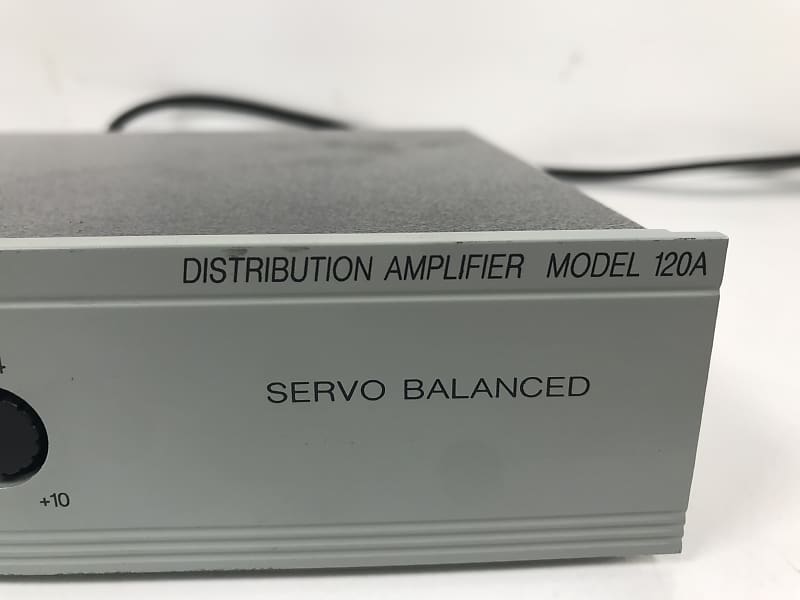 DISTRIBUTION AMPLIFIER MODEL 120A
SERVO BALANCED
+10